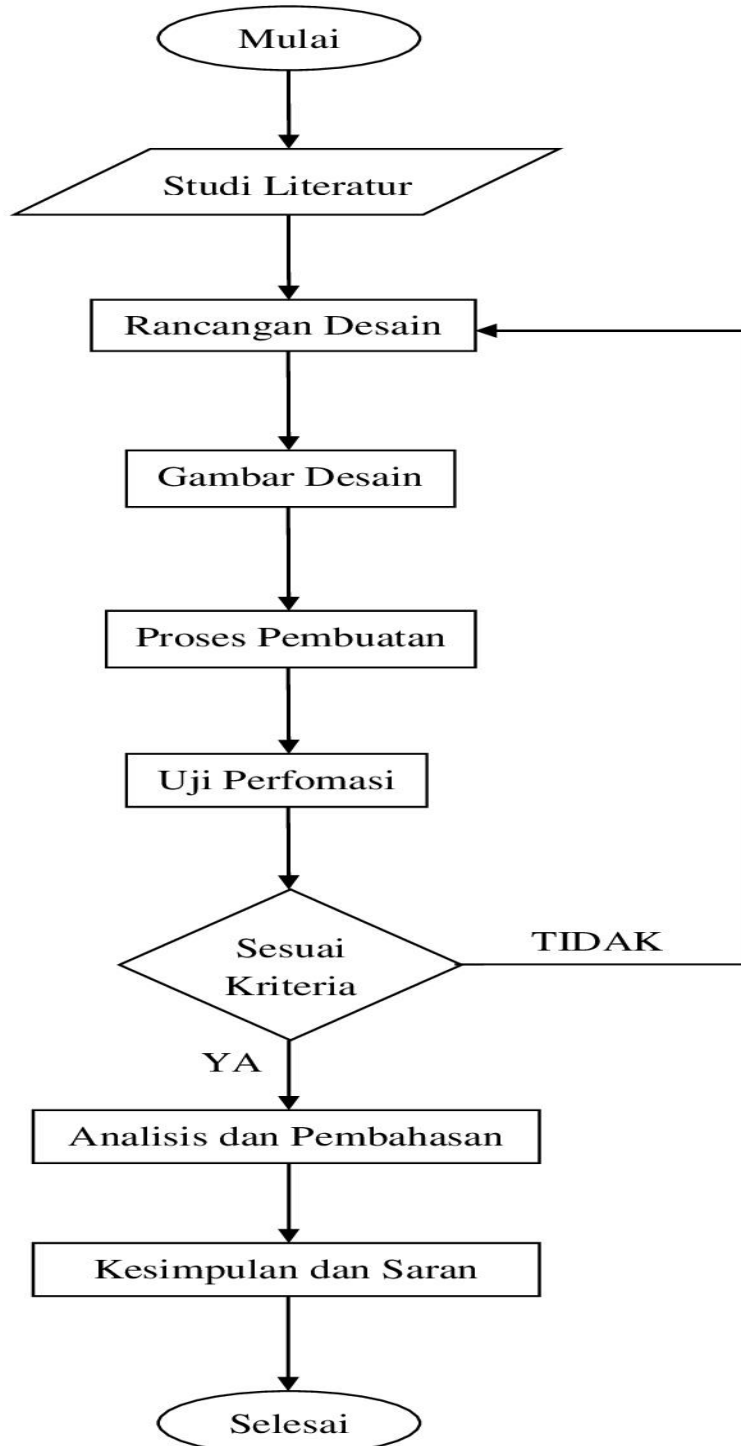 Mulai
Studi Literatur
Rancangan Desain
Gambar Desain
Proses Pembuatan
Uji Perfomasi
Sesuai
Kriteria
TIDAK
YA
Analisis dan Pembahasan
Kesimpulan dan Saran
Selesai